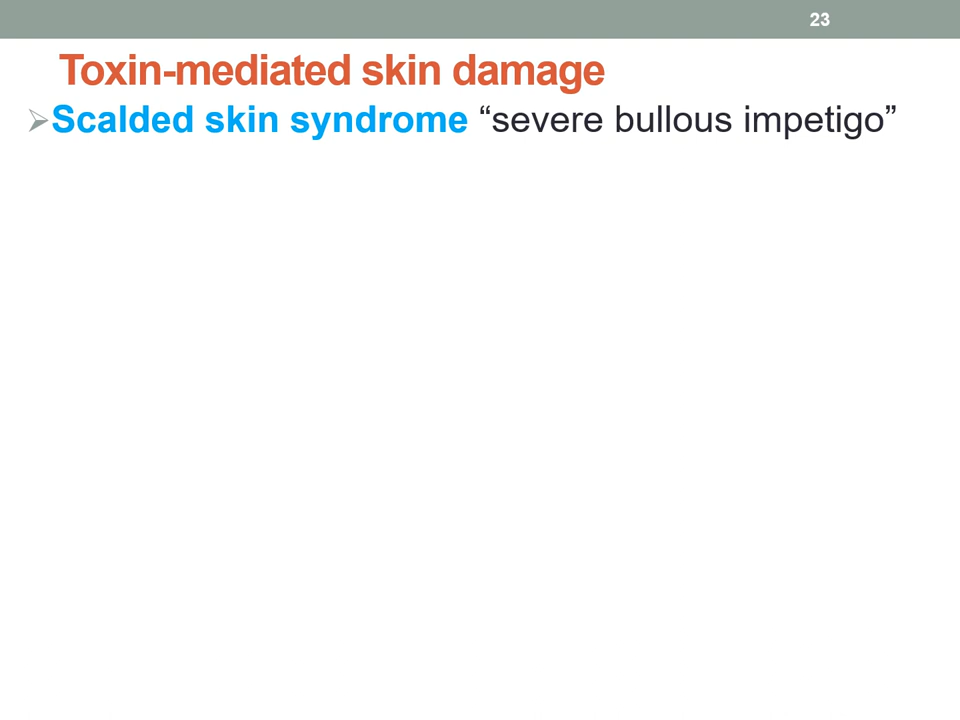 23
Toxin-mediated skin damage
➢Scalded skin syndrome “severe bullous impetigo”